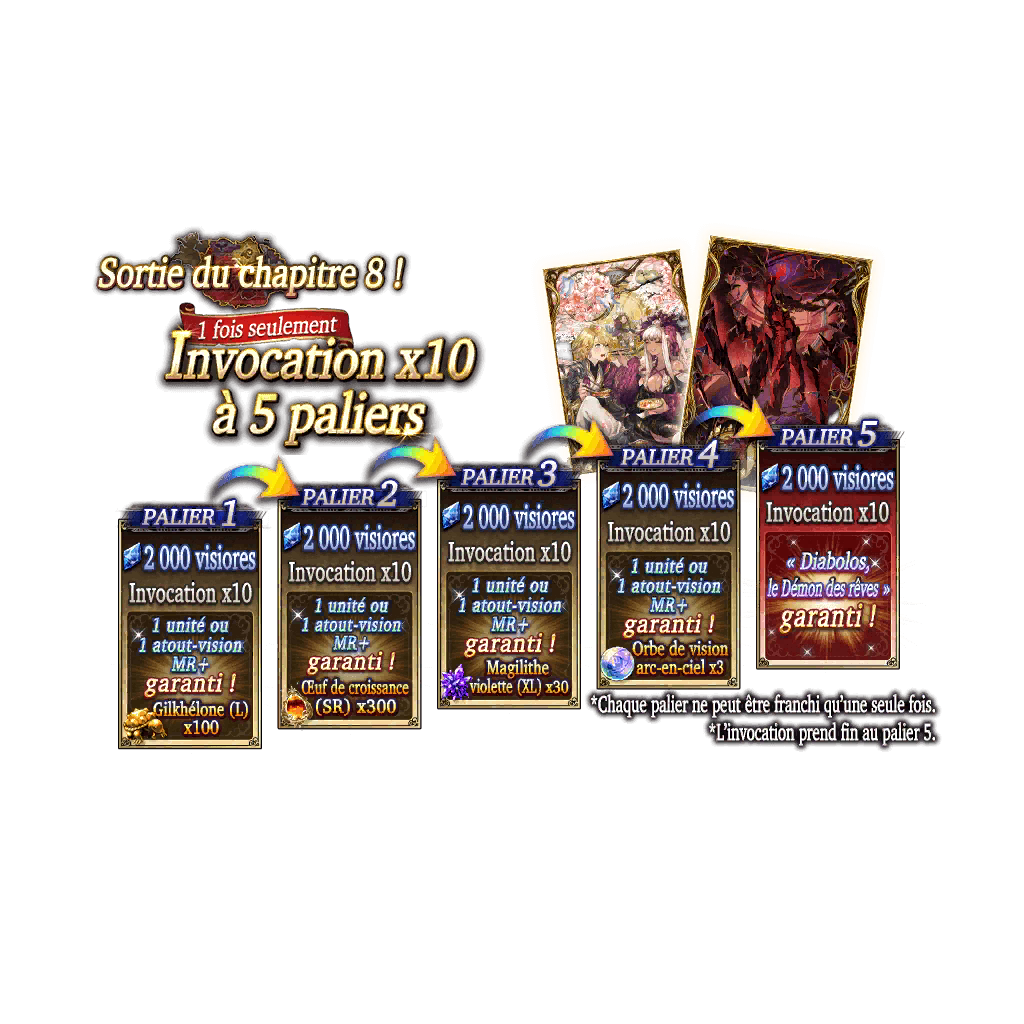 Sortie du chapitre 8 !
1 fois seulement
Invocation x10
à 5 paliers
PALIER 1
2 000 visiores
Invocation x10
1 unité ou
1 atout-vision
MR+
garanti !
Gilkhélone (L)
x100
PALIER 2
2 000 visiores
Invocation x10
1 unité ou
1 atout-vision
MR+
garanti !
Œuf de croissance
(SR) x300
PALIER 3
2 000 visiores
Invocation x10
1 unité ou
1 atout-vision
MR+
garanti !
Magilithe
violette (XL) x30
PALIER 4
2 000 visiores
Invocation x10
1 unité ou
1 atout-vision
MR+
garanti !
Orbe de vision
arc-en-ciel x3
PALIER 5
2 000 visiores
Invocation x10
« Diabolos,
le Démon des rêves »
garanti !
*Chaque palier ne peut être franchi qu'une seule fois.
*L'invocation prend fin au palier 5.